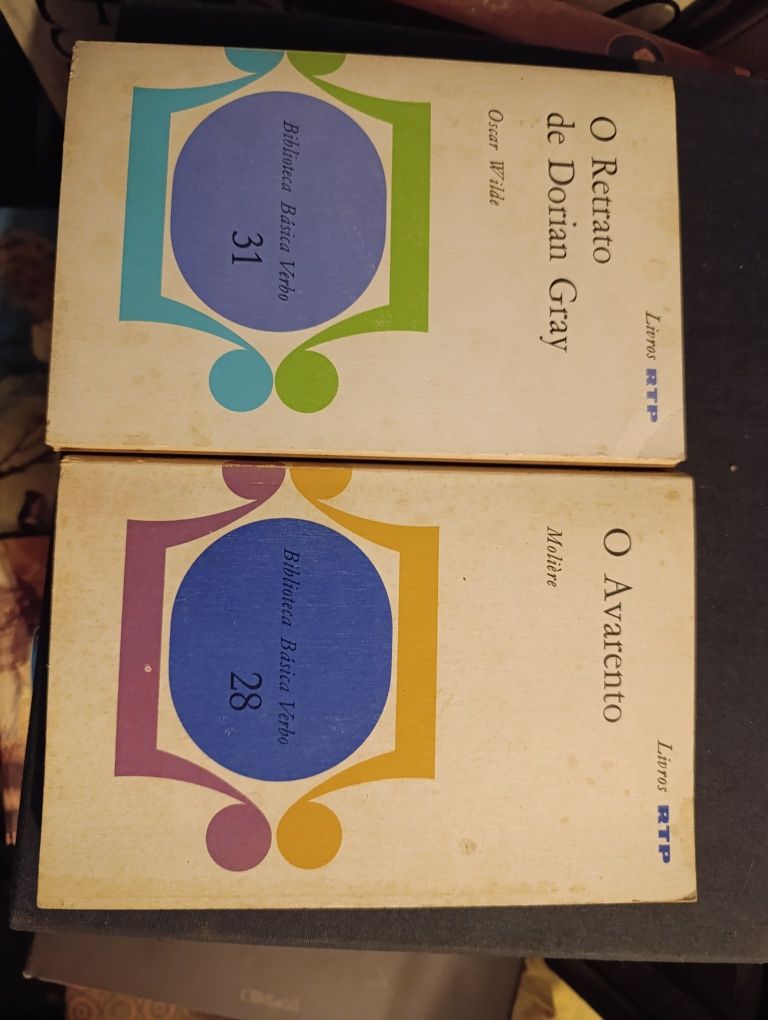 Livros RTP
O Retrato
de Dorian Gray
Oscar Wilde
Biblioteca Básica Verbo
31
Livros RTP
O Avarento
Molière
Biblioteca Básica Verbo
28